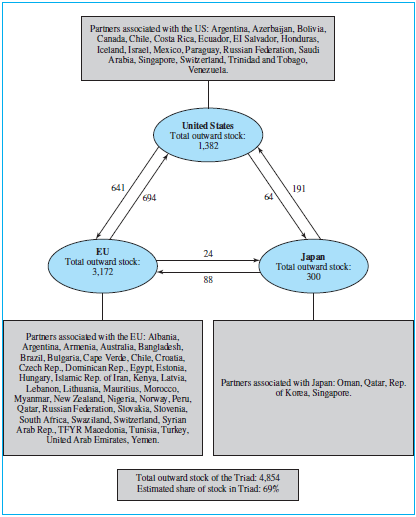 Partners associated with the US: Argentina, Azerbaijan, Bolivia,
Canada, Chile, Costa Rica, Ecuador, EI Salvador, Honduras,
Iceland, Israel, Mexico, Paraguay, Russian Federation, Saudi
Arabia, Singapore, Switzerland, Trinidad and Tobago,
Venezuela.
United States
Total outward stock:
1,382
641
694
64
191
EU
Total outward stock:
3,172
24
88
Japan
Total outward stock:
300
Partners associated with the EU: Albania,
Argentina, Armenia, Australia, Bangladesh,
Brazil, Bulgaria, Cape Verde, Chile, Croatia,
Czech Rep., Dominican Rep., Egypt, Estonia,
Hungary, Islamic Rep. of Iran, Kenya, Latvia,
Lebanon, Lithuania, Mauritius, Morocco,
Myanmar, New Zealand, Nigeria, Norway, Peru,
Qatar, Russian Federation, Slovakia, Slovenia,
South Africa, Swaziland, Switzerland, Syrian
Arab Rep., TFYR Macedonia, Tunisia, Turkey,
United Arab Emirates, Yemen.
Partners associated with Japan: Oman, Qatar, Rep.
of Korea, Singapore.
Total outward stock of the Triad: 4,854
Estimated share of stock in Triad: 69%